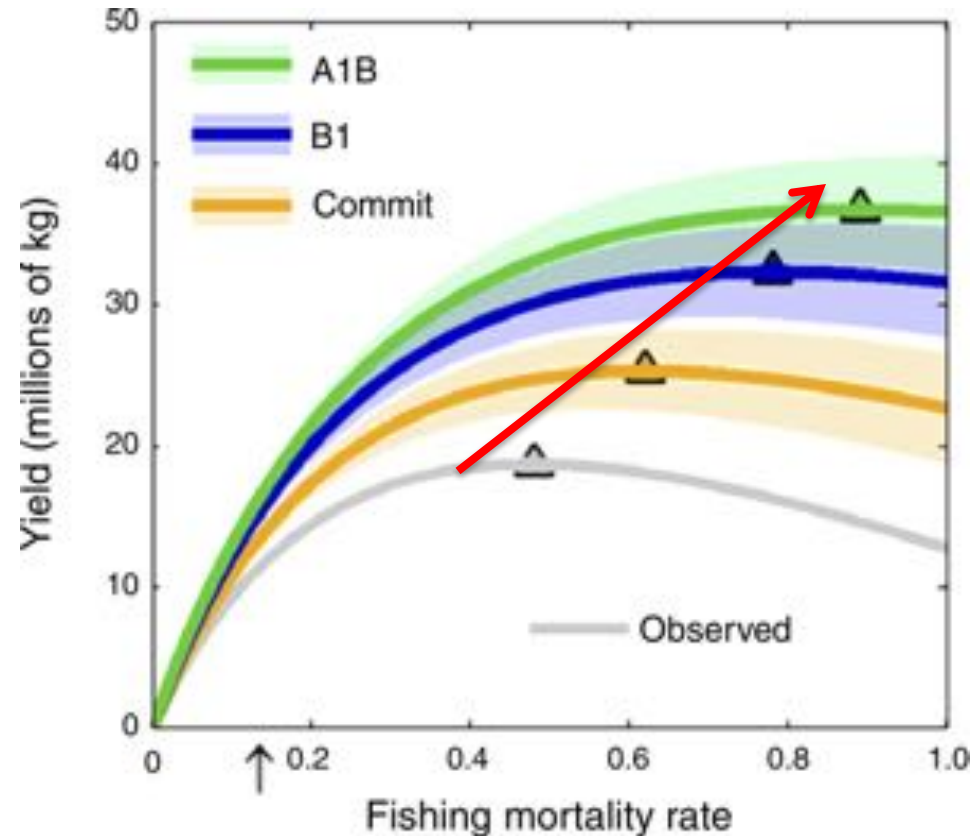 50
A1B
B1
Commit
40
30
20
10
0
Yield (millions of kg)
Observed
0 0.2 0.4 0.6 0.8 1.0
Fishing mortality rate